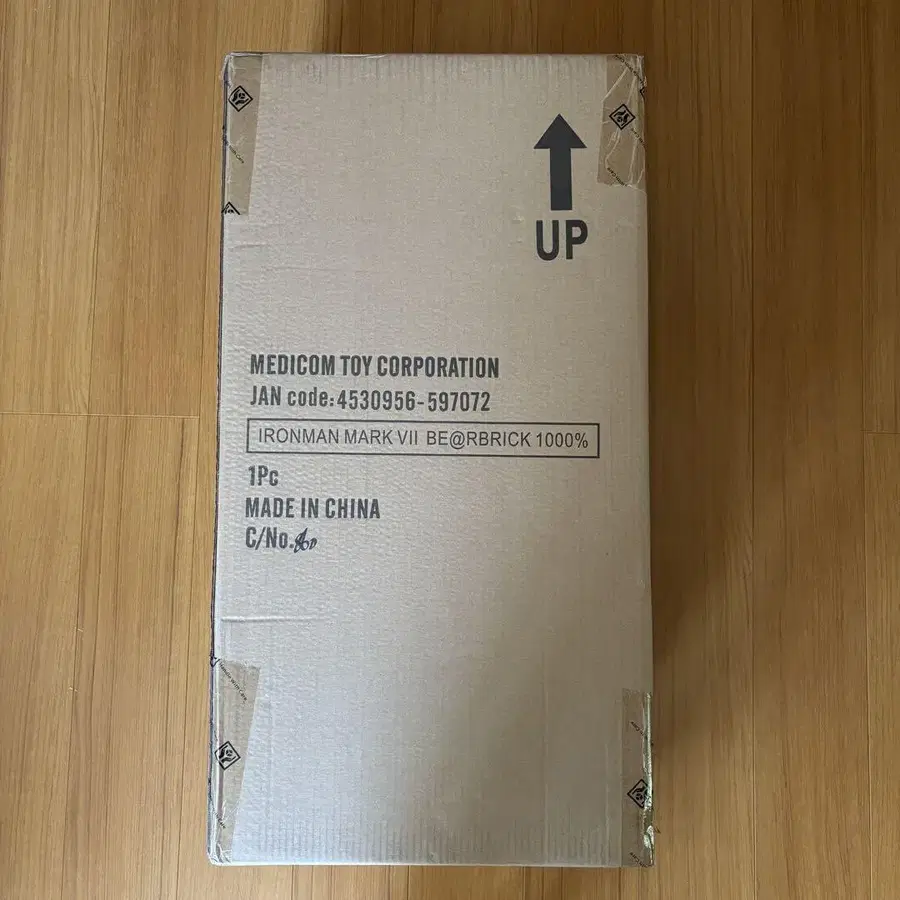 UP
MEDICOM TOY CORPORATION
JAN code:4530956-597072
IRONMAN MARK VII BE@RBRICK 1000%
1Pc
MADE IN CHINA
C/No.